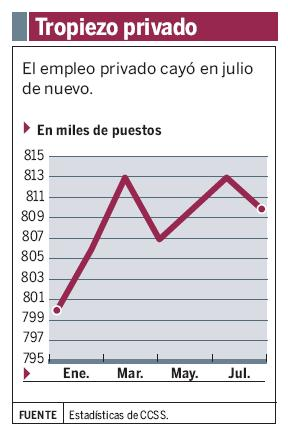 Tropiezo privado
El empleo privado cayó en julio
de nuevo.
En miles de puestos
815
813
811
809
807
805
803
801
799
797
795
Ene. Mar. May. Jul.
FUENTE Estadísticas de CCSS.